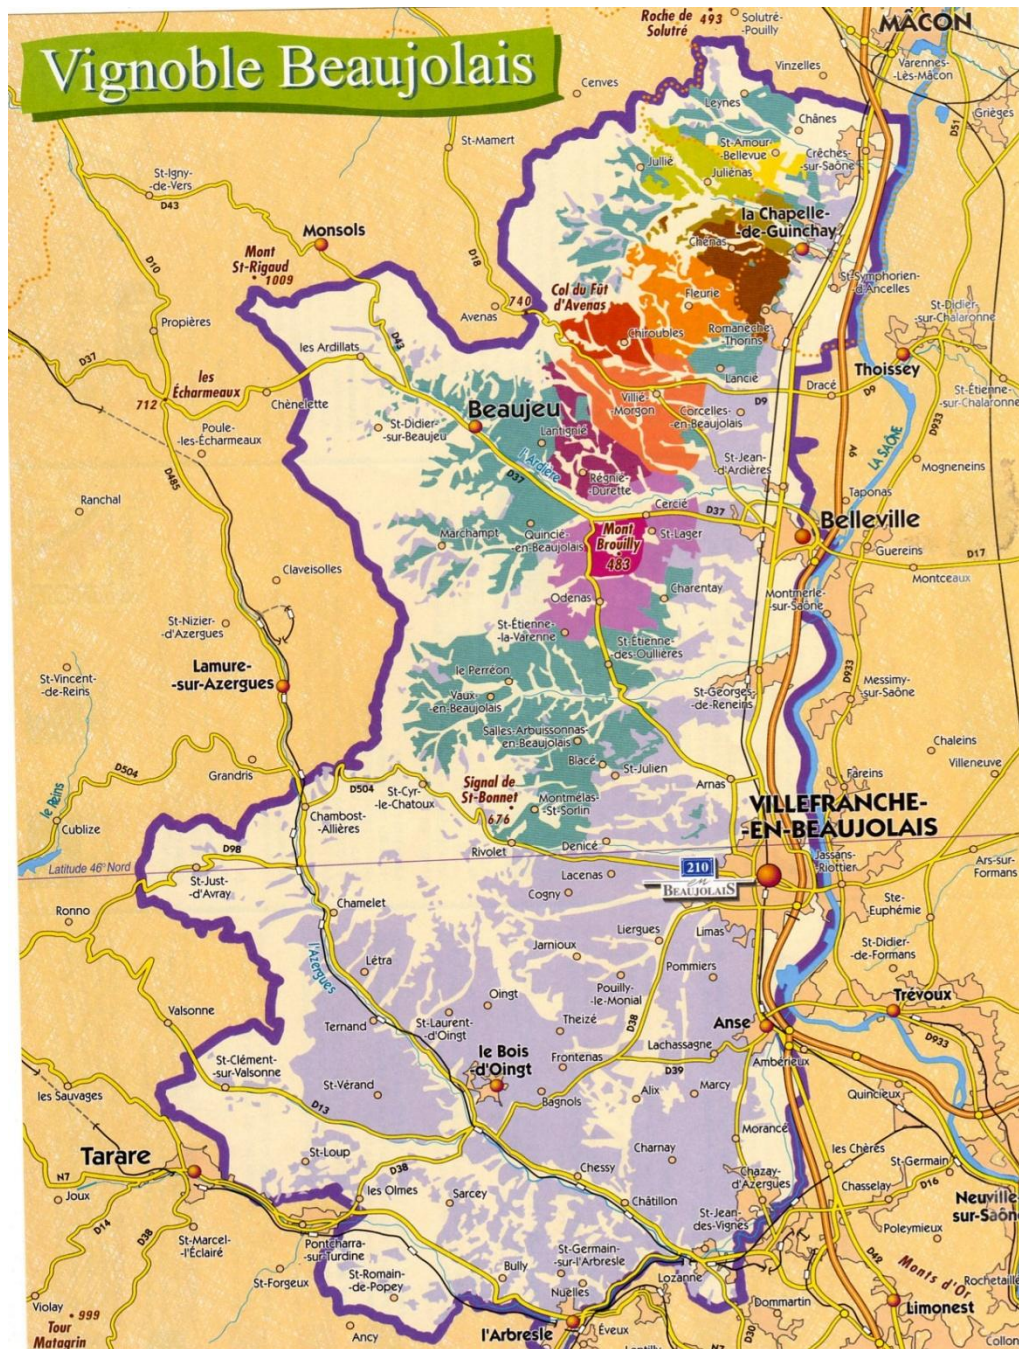 Vignoble Beaujolais
Roche de
Solutré
493
Solutré-
-Pouilly
MÂCON
Vinzelles
Varennes-
-Lès-Mâcon
Cenves
Leynes
Grièges
D51
Chânes
St-Mamert
St-Amour-
Bellevue
Crêches-
-sur-Saône
Jullié
Juliénas
St-Igny-
-de-Vers
D43
Monsols
la Chapelle-
-de-Guinchay
Chénas
Mont
St-Rigaud
1009
D10
D18
Col du Fût
d'Avenas
St-Symphorien-
-d'Ancelles
Fleurie
740
Avenas
St-Didier-
-sur-Chalaronne
Propières
Chiroubles
Romanèche-
-Thorins
les Ardillats
D43
Thoissey
D37
Lancié
les
Écharmeaux
Dracé
D9
D9
St-Étienne-
-sur-Chalaronne
712
Chènelette
Villié-
-Morgon
Corcelles-
-en-Beaujolais
D933
Beaujeu
Poule-
-les-Écharmeaux
St-Didier-
-sur-Beaujeu
Lantignié
A6
LA SAÔNE
l'Ardière
St-Jean-
-d'Ardières
Mogneneins
D485
D37
Régnié-
-Durette
Ranchal
Taponas
Cercié
D37
Belleville
Marchampt
Quincié-
-en-Beaujolais
Mont
Brouilly
483
St-Lager
Guereins
D17
Montceaux
Claveisolles
Charentay
Montmerle-
-sur-Saône
Odenas
St-Nizier-
-d'Azergues
St-Étienne-
-la-Varenne
St-Étienne-
-des-Oullières
Lamure-
-sur-Azergues
le Perréon
D933
St-Vincent-
-de-Reins
Vaux-
-en-Beaujolais
St-Georges-
-de-Reneins
Messimy-
-sur-Saône
Salles-Arbuissonnas-
-en-Beaujolais
Chaleins
Blacé
Villeneuve
D504
Grandris
St-Julien
Arnas
Fareins
le Reins
D504
St-Cyr-
-le-Chatoux
Signal de
St-Bonnet
676
Montmélas-
-St-Sorlin
VILLEFRANCHE-
-EN-BEAUJOLAIS
Cublize
Chambost-
-Allières
Latitude 46° Nord
D98
Rivolet
Denicé
Jassans-
-Riottier
Ars-sur-
-Formans
St-Just-
-d'Avray
Lacenas
210
en
BEAUJOLAIS
Cogny
Ste-
-Euphémie
Ronno
Chamelet
Liergues
Limas
Jarnioux
St-Didier-
-de-Formans
l'Azergues
Létra
Pouilly-
-le-Monial
Pommiers
Oingt
Trévoux
Valsonne
Ternand
St-Laurent-
-d'Oingt
Theizé
D38
Anse
D933
le Bois
-d'Oingt
Frontenas
Lachassagne
Ambérieux
St-Clément-
-sur-Valsonne
D39
St-Vérand
Bagnols
Alix
Marcy
les Sauvages
Quincieux
D13
Morancé
Tarare
St-Loup
Charnay
les Chères
N7
D38
Chessy
Chazay-
-d'Azergues
St-Germain
Joux
les Olmes
Sarcey
Châtillon
Chasselay
D16
Neuville-
-sur-Saône
D14
D38
St-Marcel-
-l'Éclairé
St-Jean-
-des-Vignes
Poleymieux
Pontcharra-
-sur-Turdine
St-Germain-
-sur-l'Arbresle
D42
Monts d'Or
St-Forgeux
Bully
Lozanne
Rochetaillé
St-Romain-
-de-Popey
Nuelles
Violay
999
Tour
Matagrin
Dommartin
Limonest
Ancy
l'Arbresle
Éveux
D30
N7